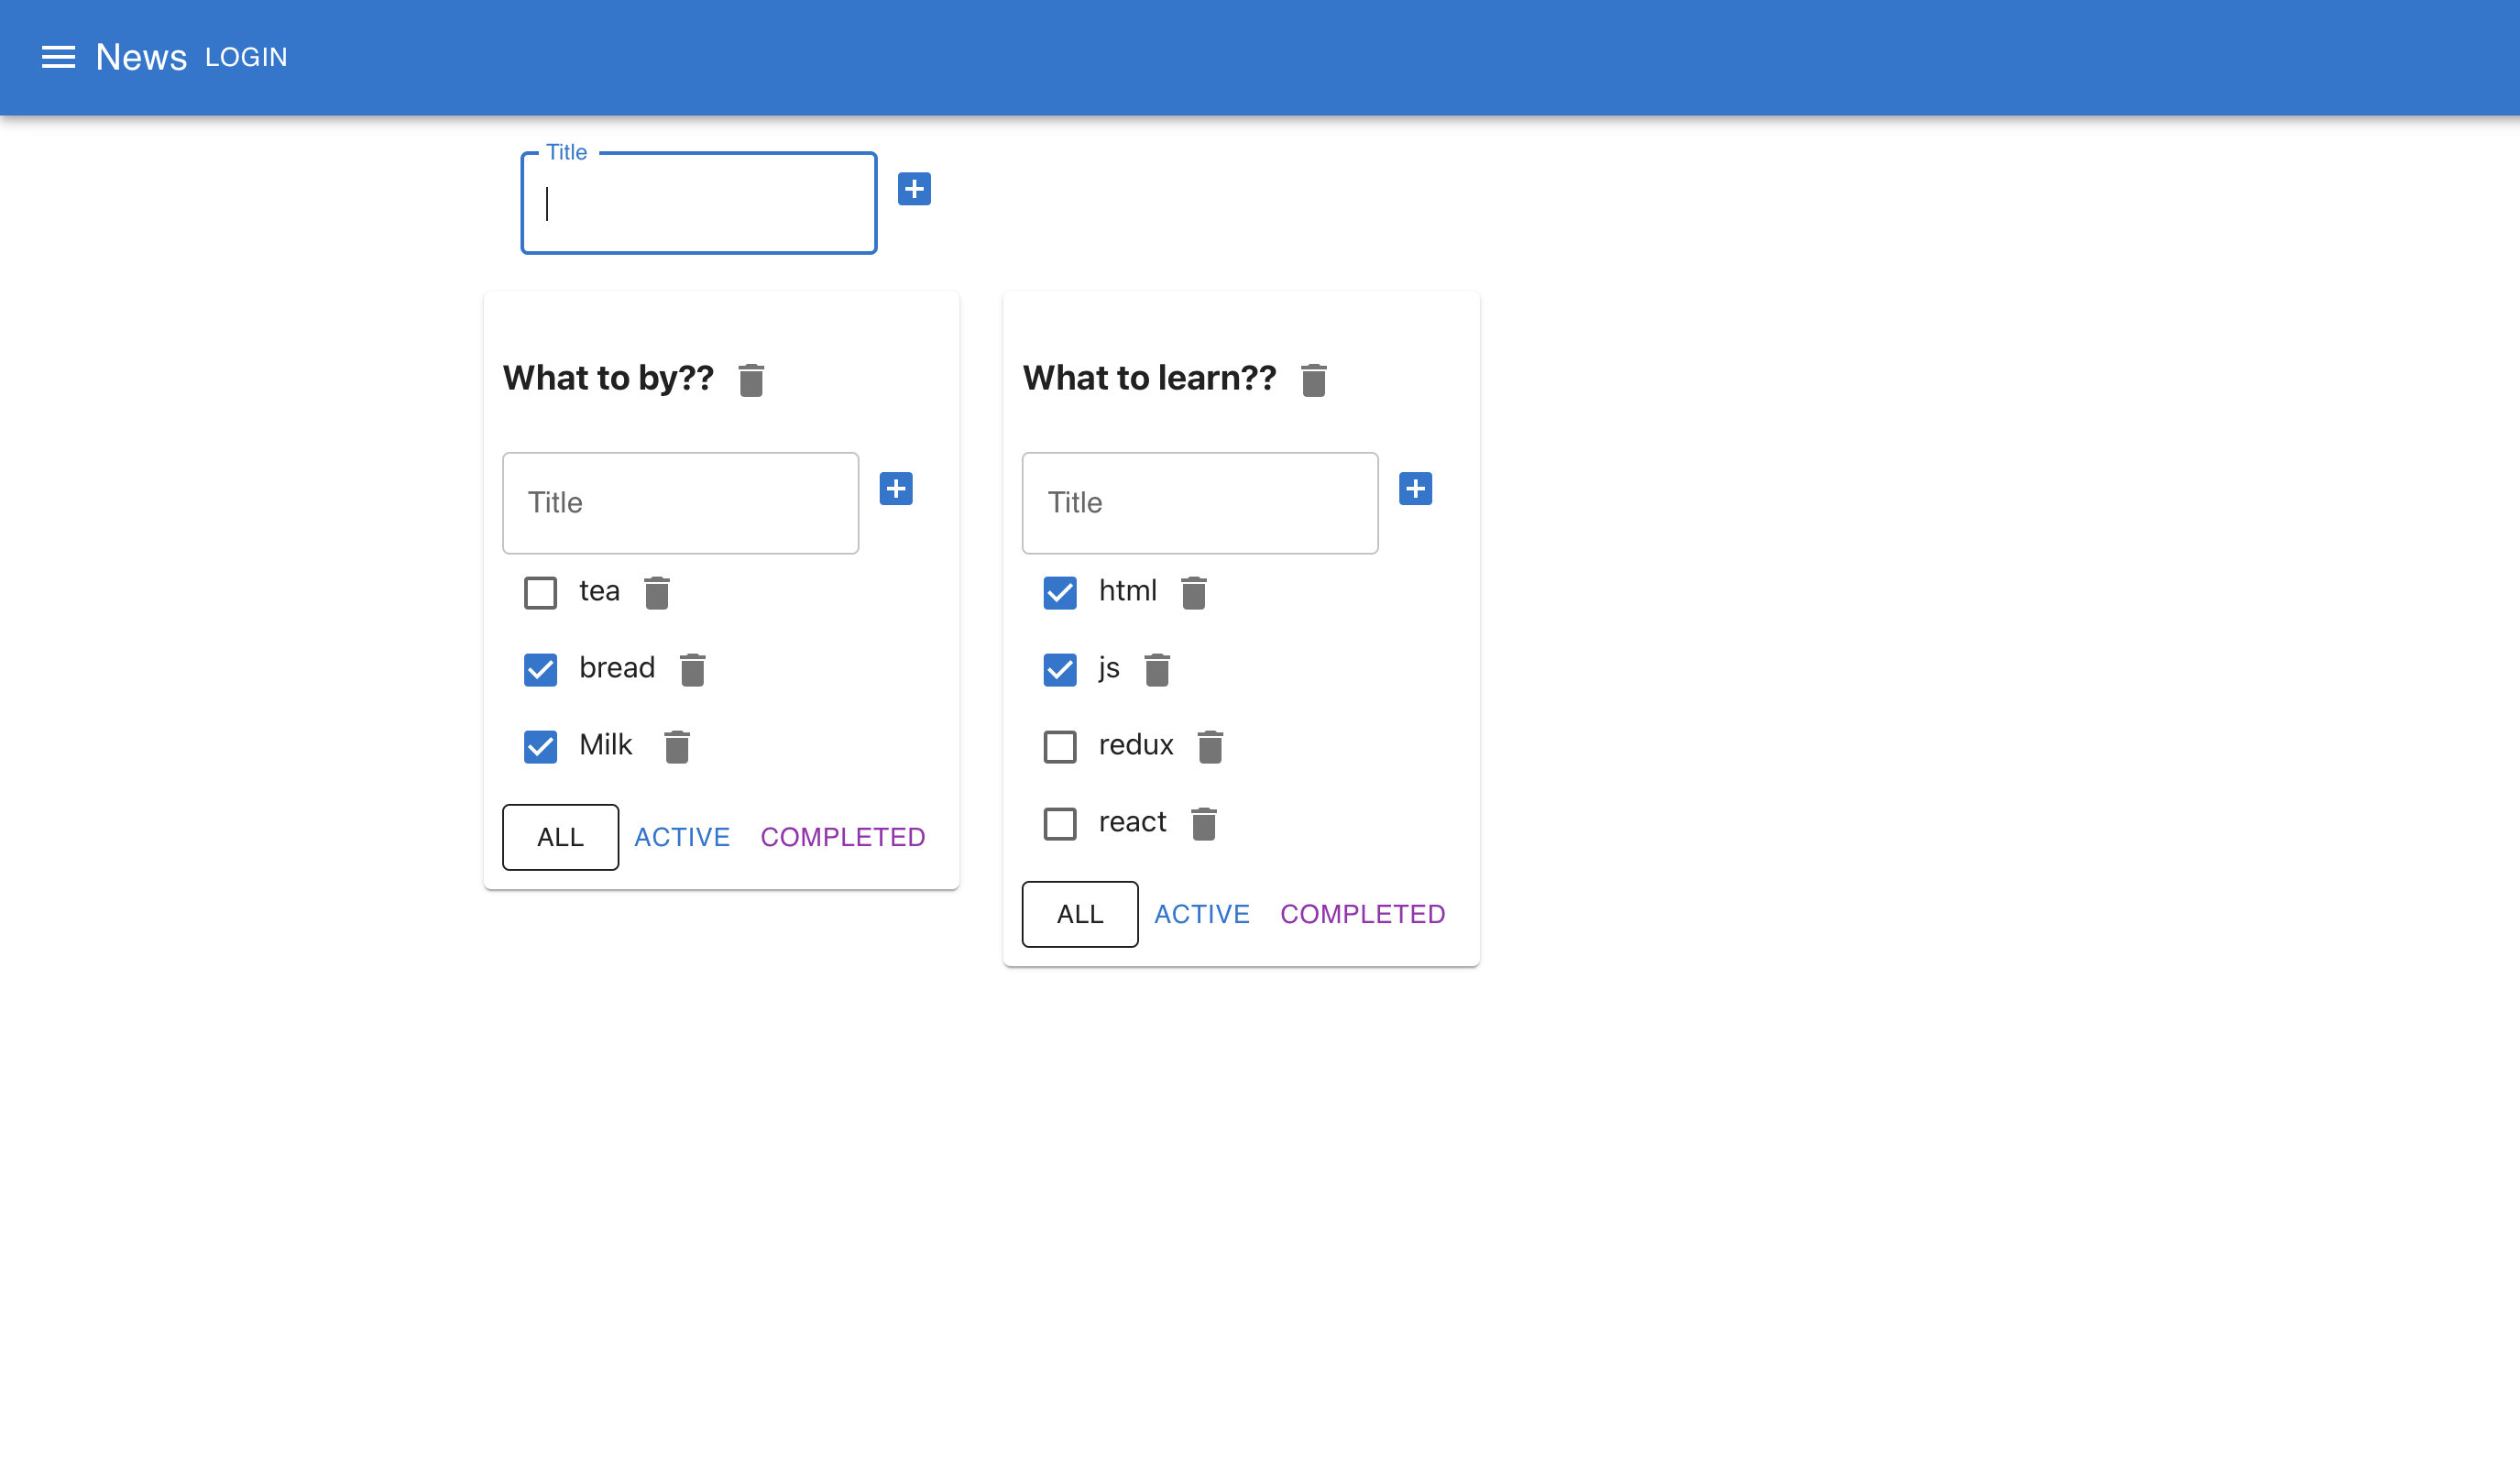 News LOGIN
Title
What to by??
Title
tea
bread
Milk
ALL ACTIVE COMPLETED
What to learn??
Title
html
js
redux
react
ALL ACTIVE COMPLETED